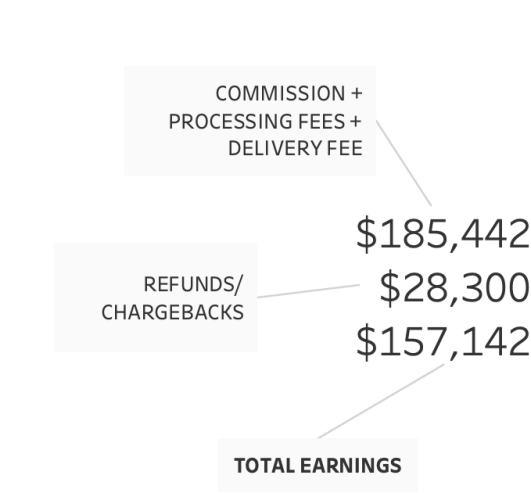 COMMISSION +
PROCESSING FEES +
DELIVERY FEE
$185,442
REFUNDS/
CHARGEBACKS
$28,300
$157,142
TOTAL EARNINGS